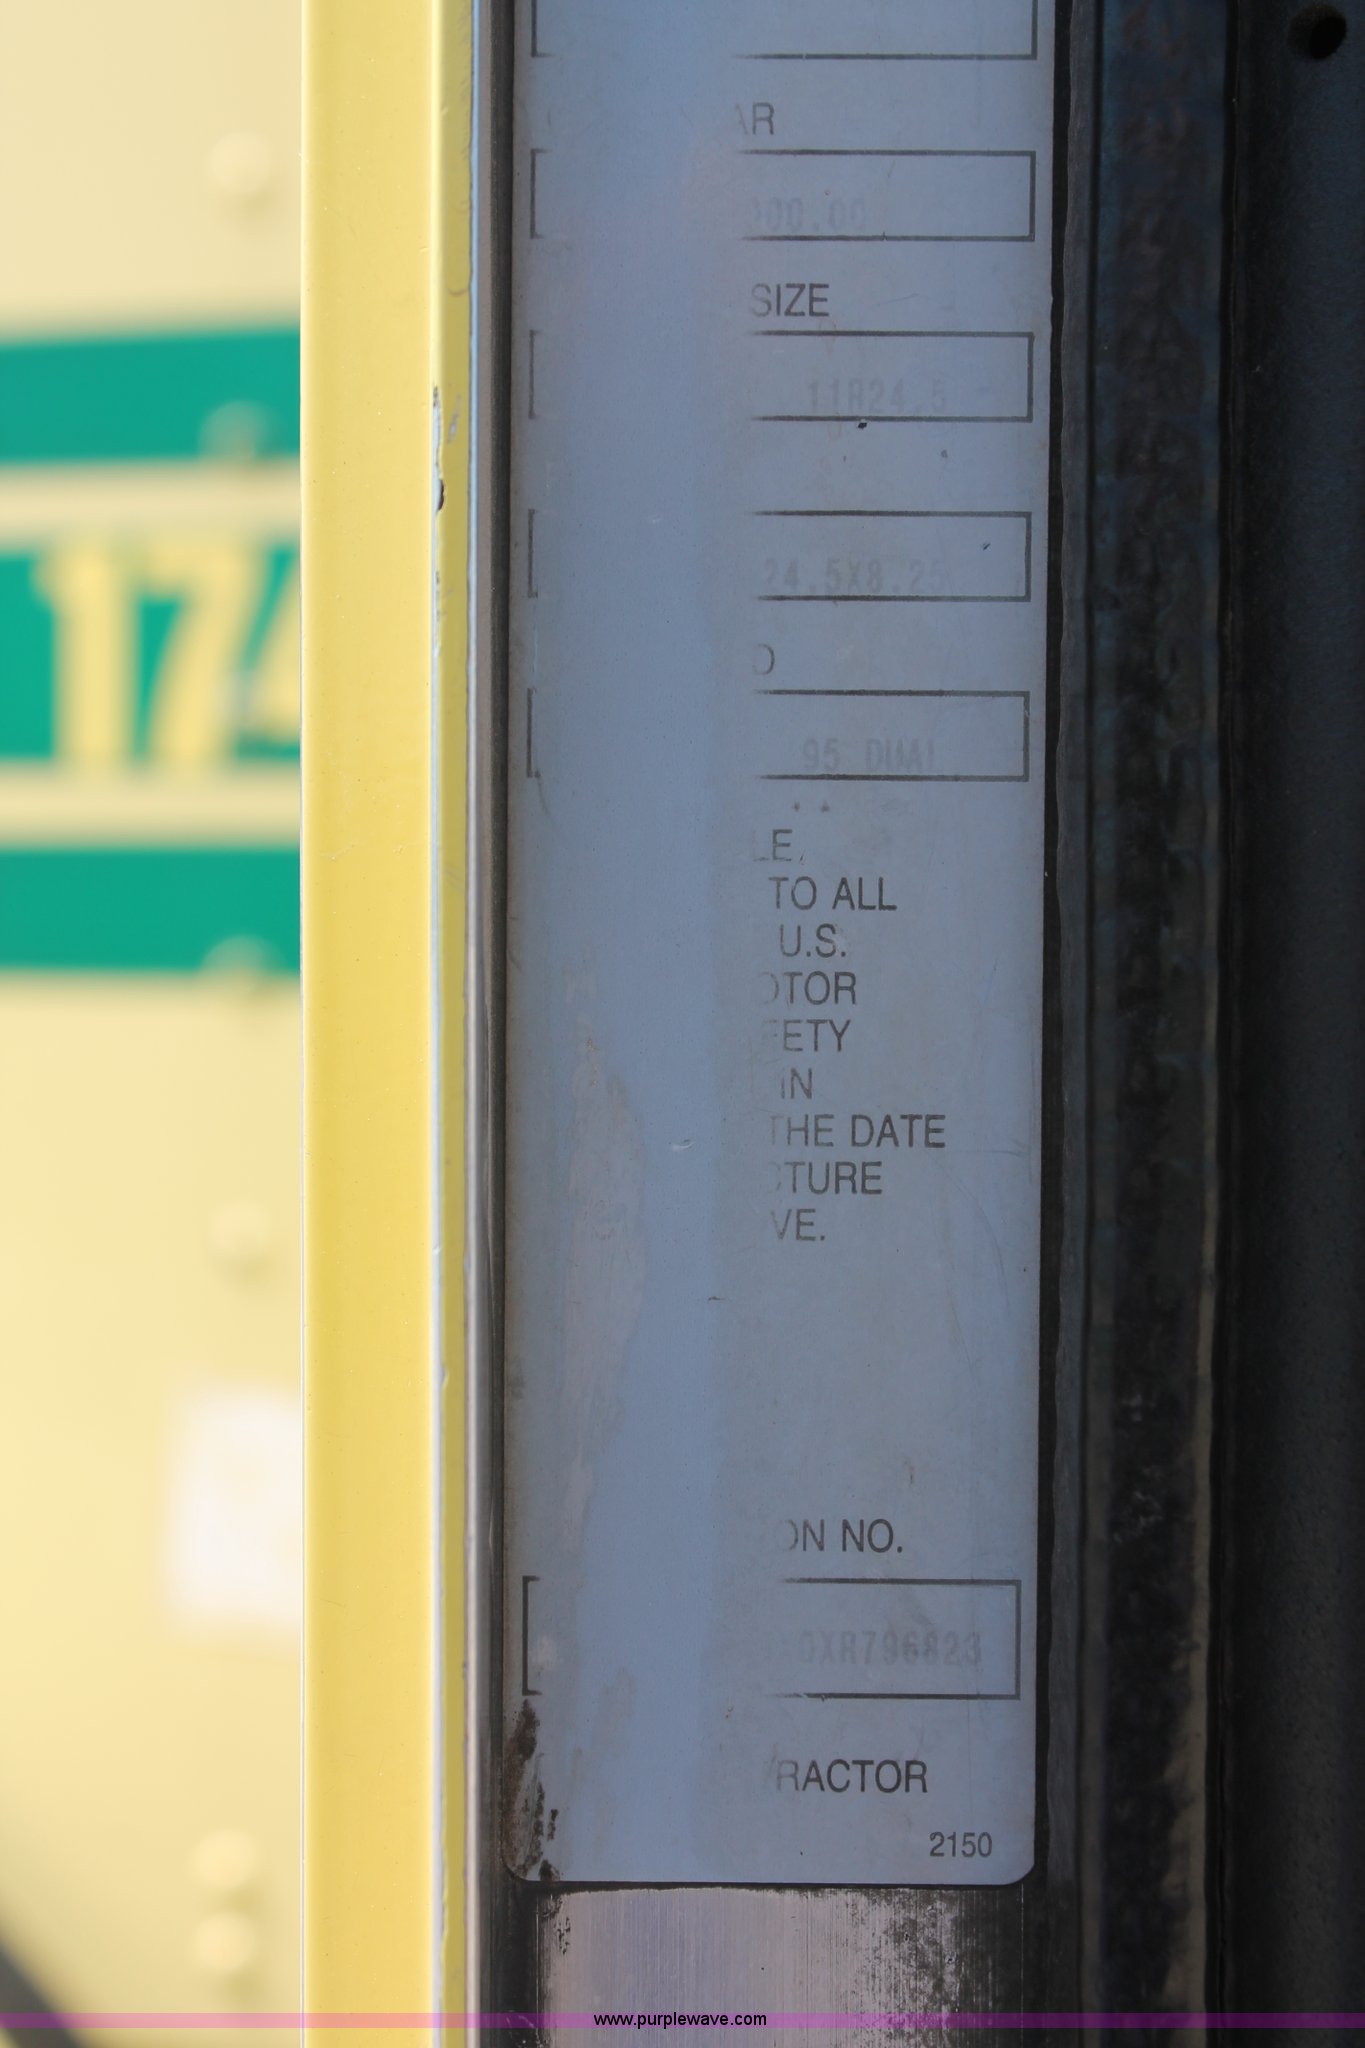 AR
000.00
SIZE
11R24.5
24.5X8.25
D
95 DUAL
LE,
TO ALL
U.S.
OTOR
FETY
IN
THE DATE
CTURE
VE.
ON NO.
0XR796823
RACTOR
2150
174
www.purplewave.com